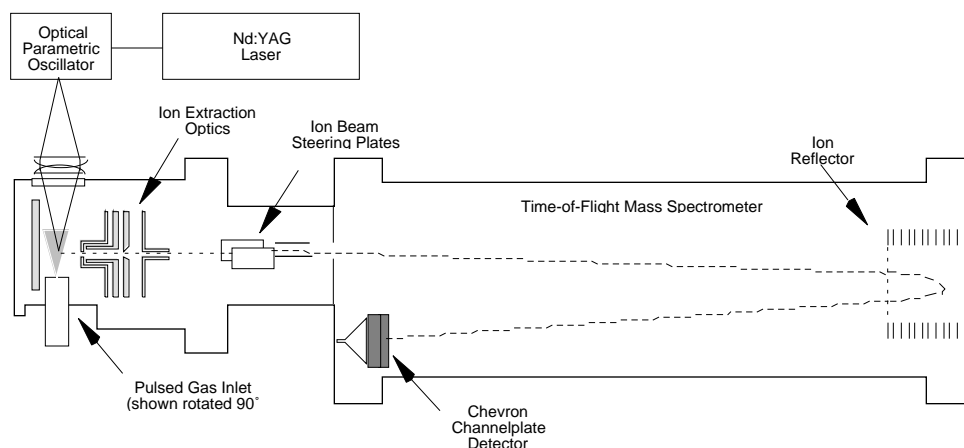 Optical
Parametric
Oscillator
Nd:YAG
Laser
Ion Extraction
Optics
Ion Beam
Steering Plates
Ion
Reflector
Time-of-Flight Mass Spectrometer
Pulsed Gas Inlet
(shown rotated 90°
Chevron
Channelplate
Detector